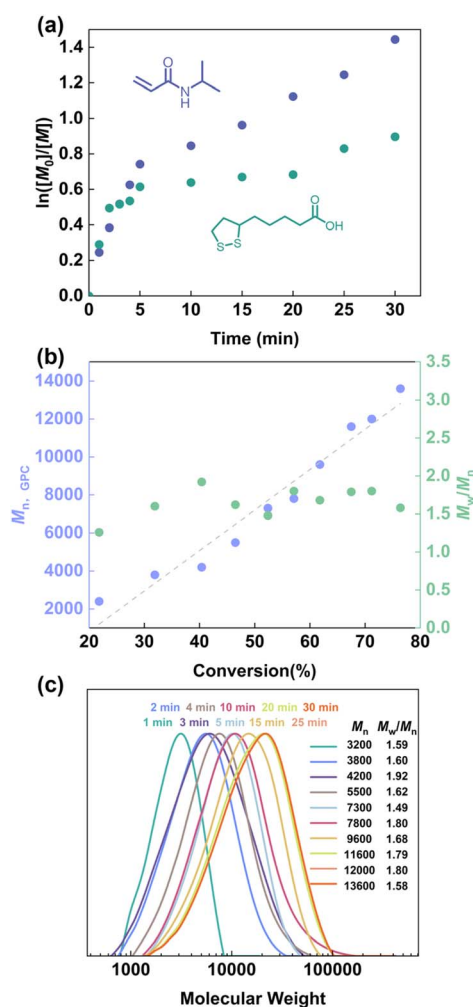 (a)
ln([M₀]/[M])
1.4
1.2
1.0
0.8
0.6
0.4
0.2
0.0
O
N
H
O
OH
S-S
0 5 10 15 20 25 30
Time (min)
(b)
Mn, GPC
14000
12000
10000
8000
6000
4000
2000
3.5
3.0
2.5
2.0
1.5
1.0
0.5
0.0
Mw/Mn
20 30 40 50 60 70 80
Conversion(%)
(c)
2 min 4 min 10 min 20 min 30 min
1 min 3 min 5 min 15 min 25 min
Mn Mw/Mn
3200 1.59
3800 1.60
4200 1.92
5500 1.62
7300 1.49
7800 1.80
9600 1.68
11600 1.79
12000 1.80
13600 1.58
1000 10000 100000
Molecular Weight